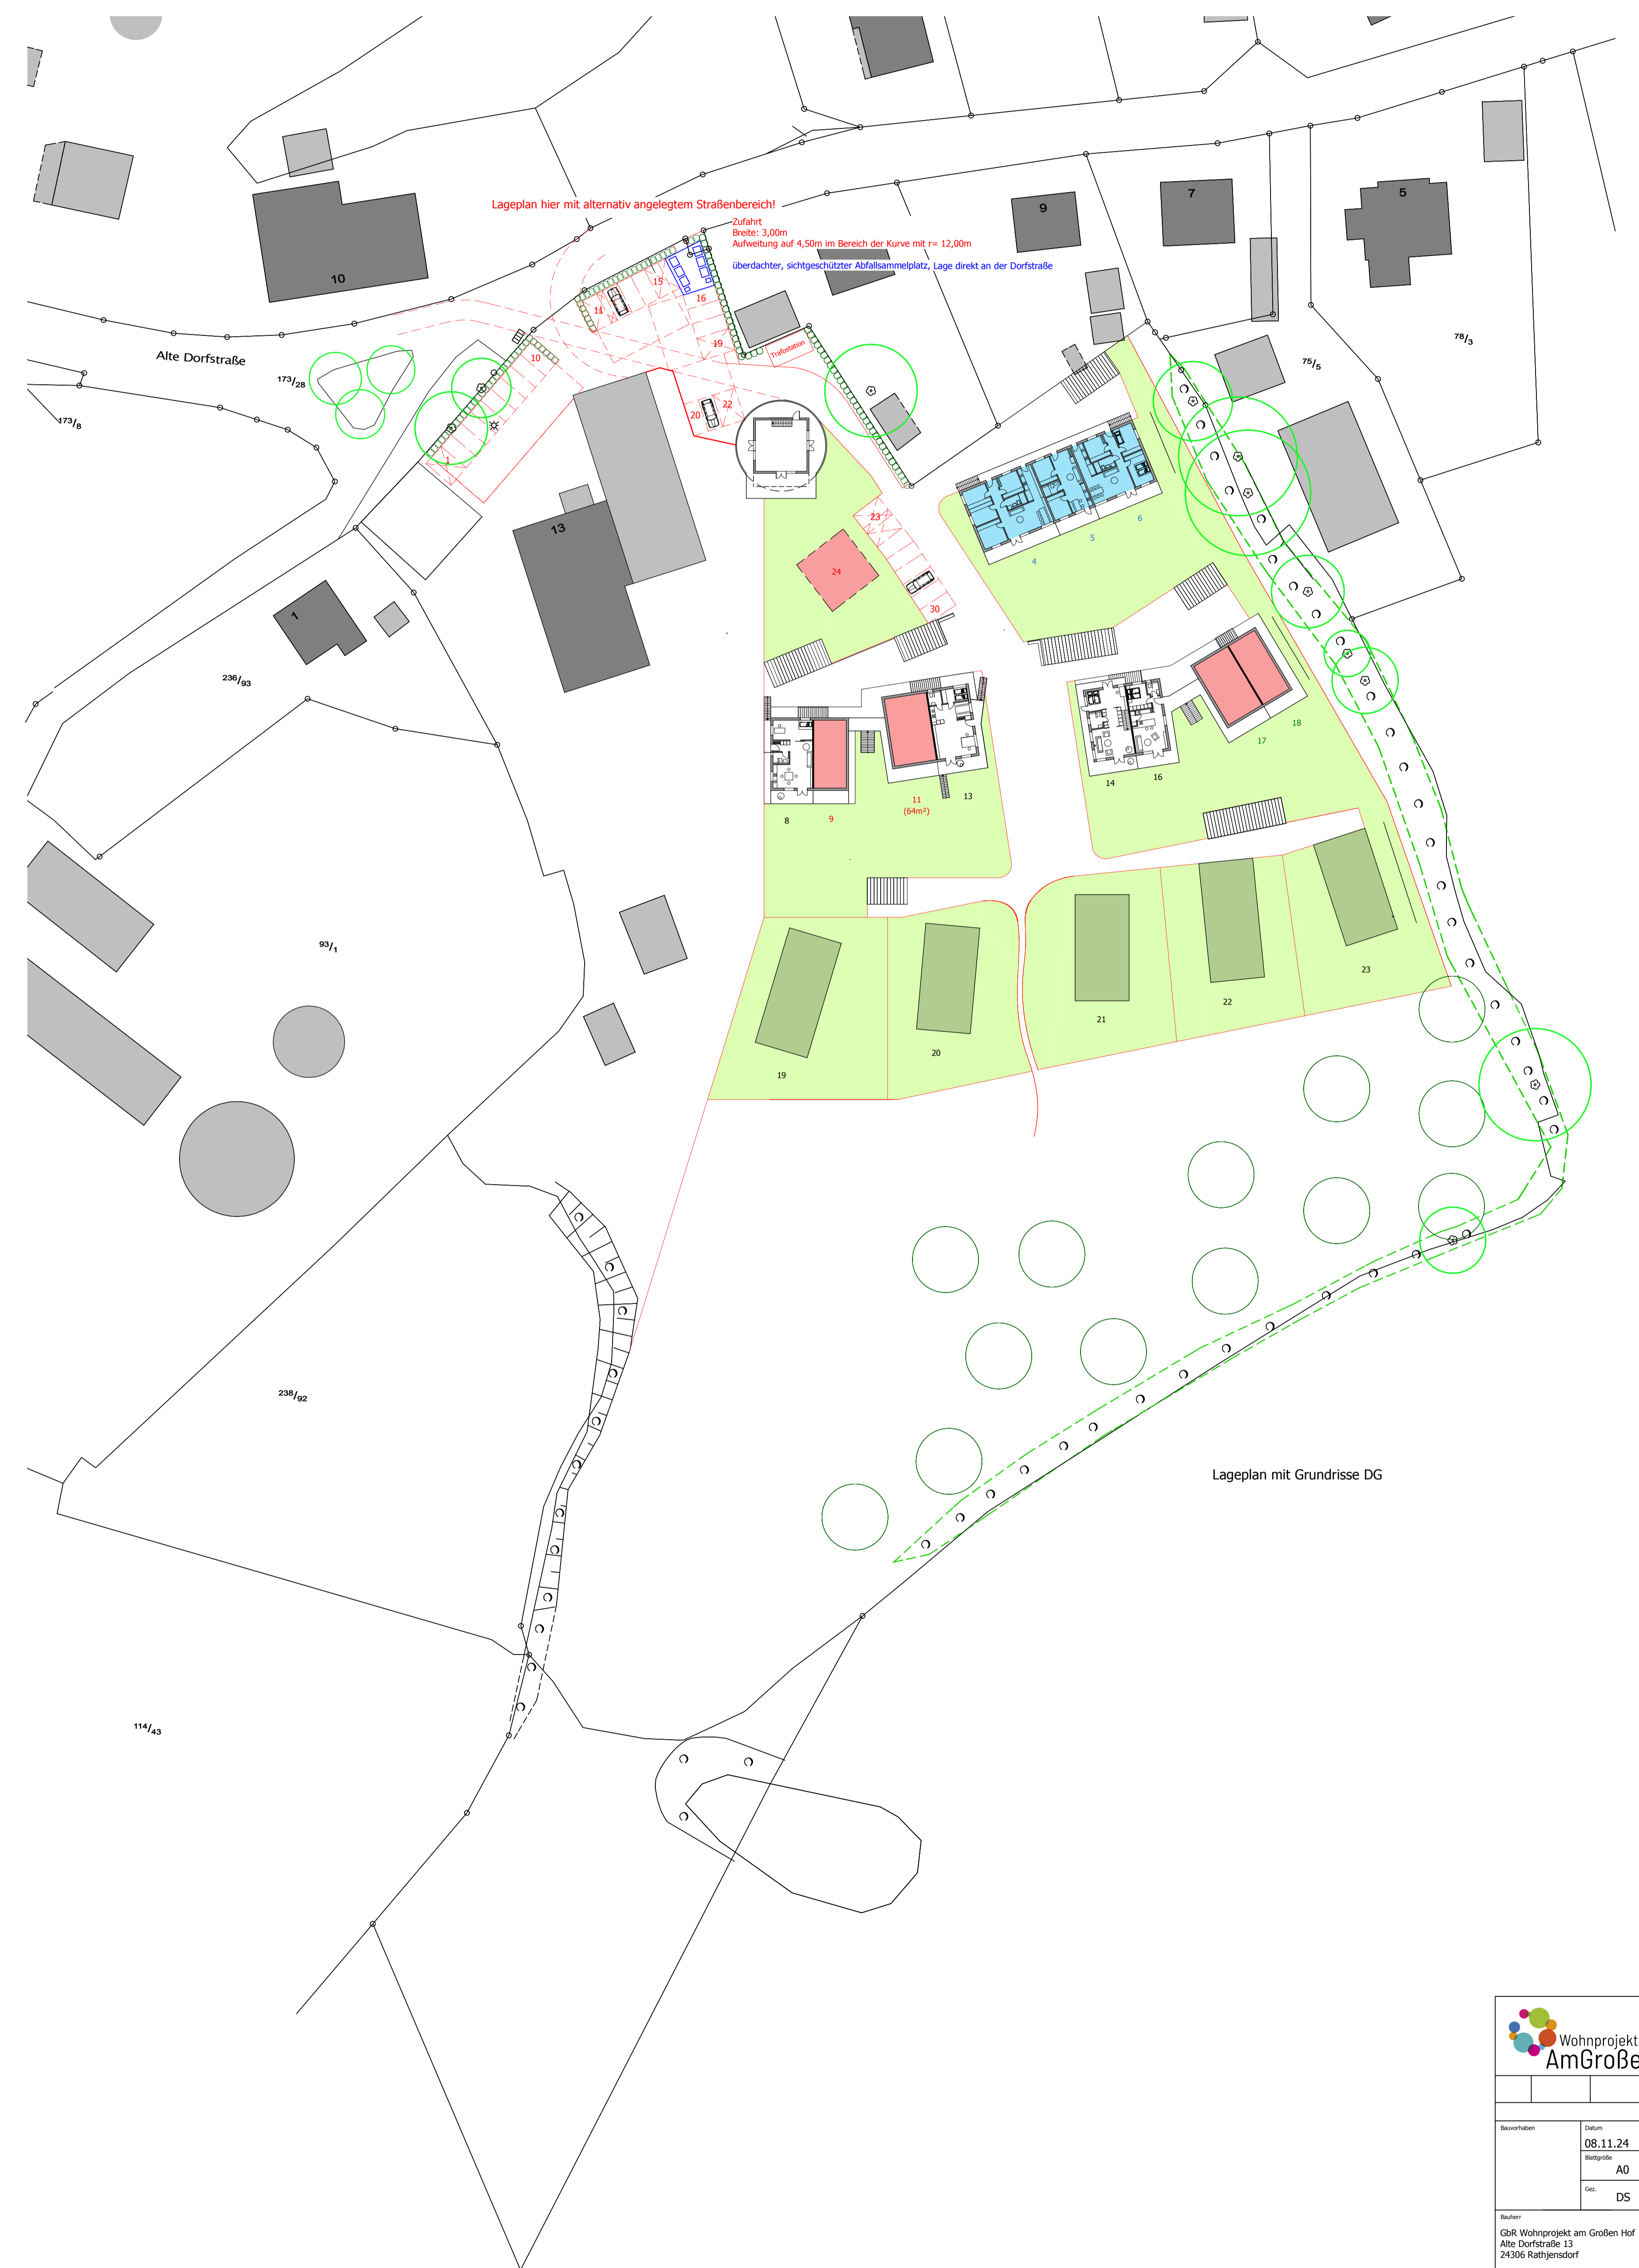 5
7
9
Lageplan hier mit alternativ angelegtem Straßenbereich!
Zufahrt
Breite: 3,00m
Aufweitung auf 4,50m im Bereich der Kurve mit r= 12,00m
überdachter, sichtgeschützter Abfallsammelplatz, Lage direkt an der Dorfstraße
10
15
16
11
78/3
19
Trafostation
Alte Dorfstraße
10
75/5
173/28
22
20
173/8
1
23
13
6
5
4
24
30
1
236/93
18
17
14
16
11
(64m²)
13
8
9
93/1
23
22
21
20
19
238/92
Lageplan mit Grundrisse DG
114/43
Wohnprojekt
AmGroße
Bauvorhaben
Datum
08.11.24
Blattgröße
A0
Gez.
DS
Bauherr
GbR Wohnprojekt am Großen Hof
Alte Dorfstraße 13
24306 Rathjensdorf